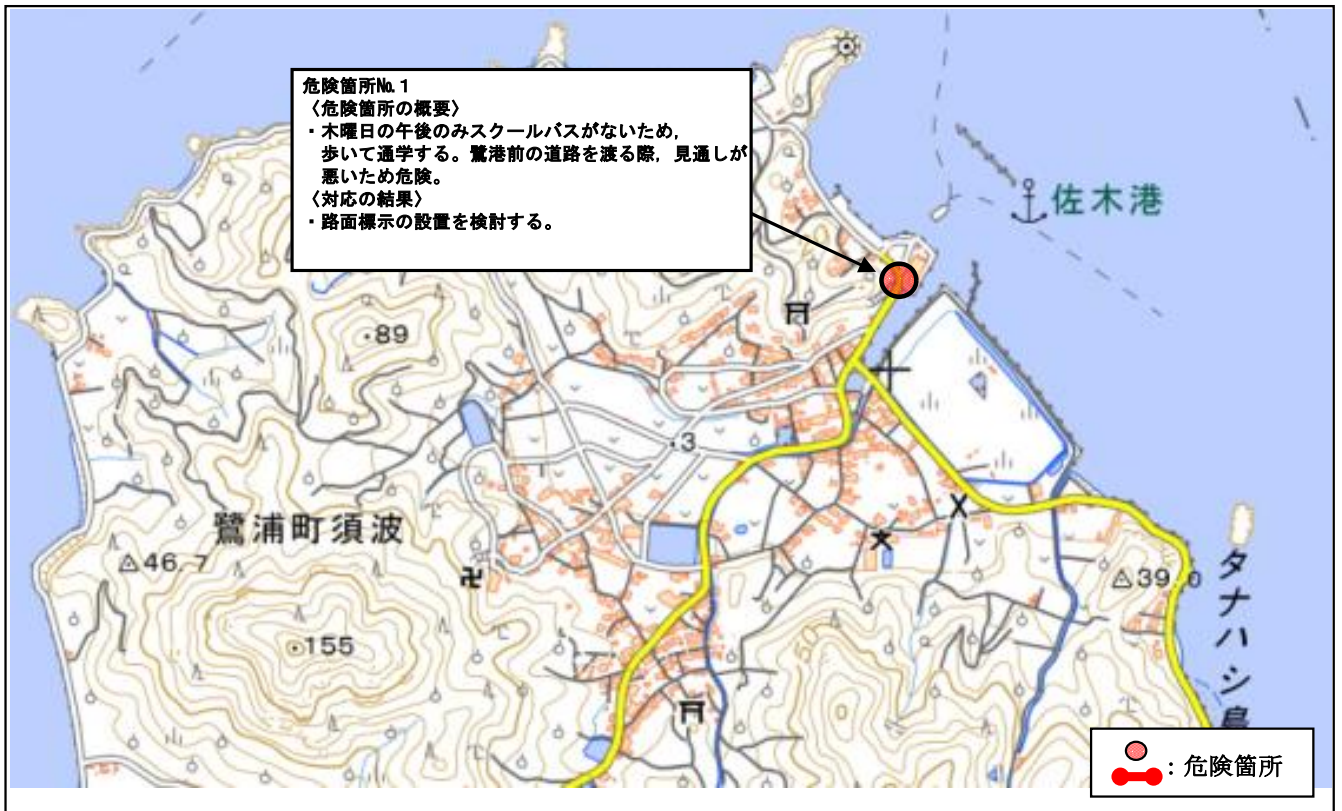 危険箇所№1
〈危険箇所の概要〉
・木曜日の午後のみスクールバスがないため，
歩いて通学する。鷺港前の道路を渡る際，見通しが
悪いため危険。
〈対応の結果〉
・路面標示の設置を検討する。
佐木港
89
3
鷺浦町須波
46.7
155
50
39.0
タナハシ島
：危険箇所